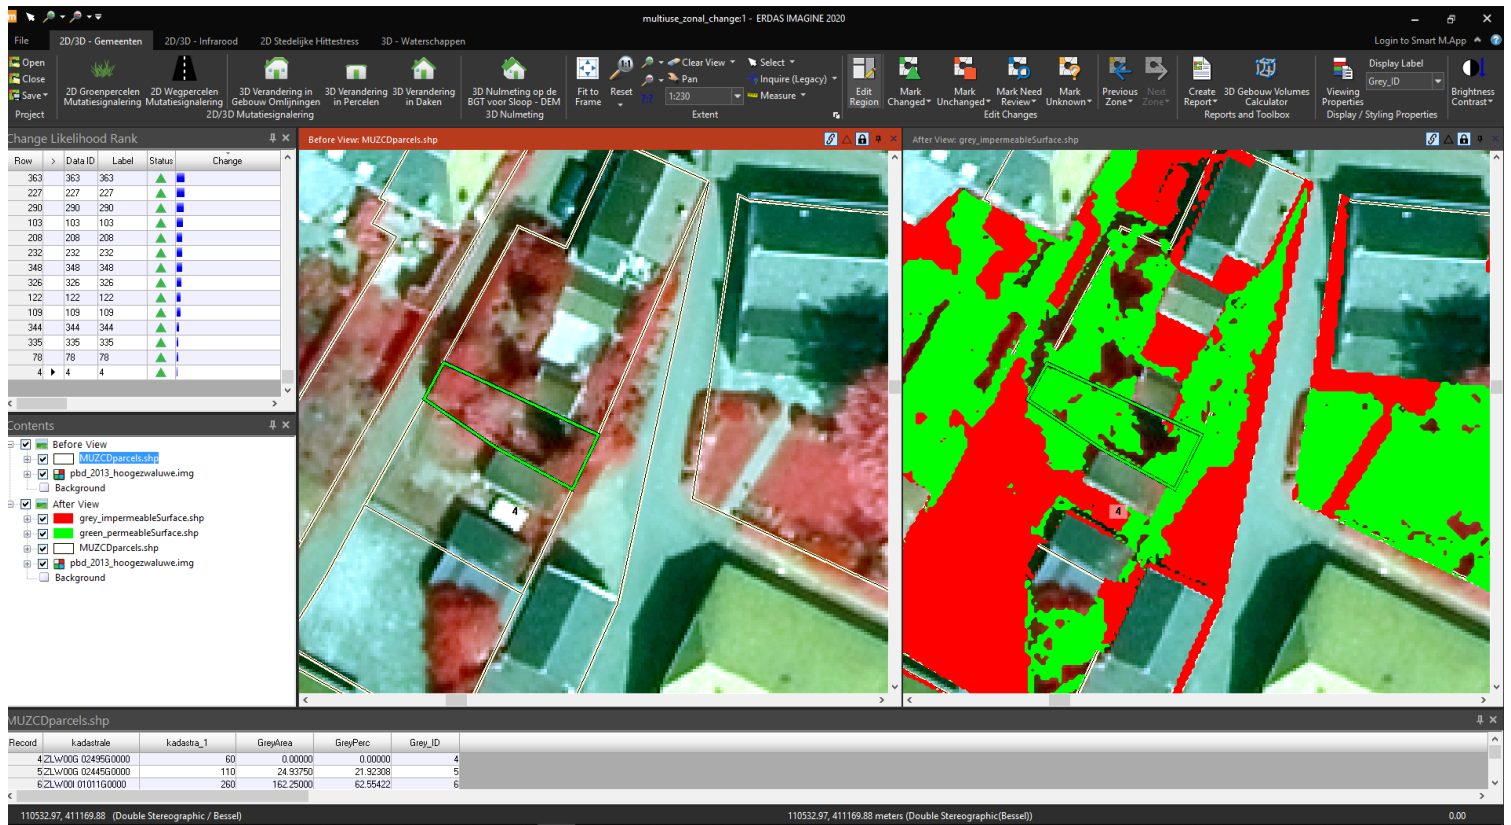 multiuse_zonal_change:1 - ERDAS IMAGINE 2020
File 2D/3D - Gemeenten 2D/3D - Infrarood 2D Stedelijke Hittestress 3D - Waterschappen Login to Smart M.App
Open
Close
Save
Project
2D Groenpercelen Mutatiesignalering
2D Wegpercelen Mutatiesignalering
3D Verandering in Gebouw Omlijningen
3D Verandering in Percelen
3D Verandering in Daken
2D/3D Mutatiesignalering
3D Nulmeting op de BGT voor Sloop - DEM
3D Nulmeting
Fit to Frame
Reset
Clear View
Pan
1:230
Select
Inquire (Legacy)
Measure
Extent
Edit Region
Mark Changed
Mark Unchanged
Mark Need Review
Mark Unknown
Previous Zone
Next Zone
Edit Changes
Create Report
3D Gebouw Volumes Calculator
Reports and Toolbox
Viewing Properties
Display Label
Grey_ID
Display / Styling Properties
Brightness Contrast
Change Likelihood Rank
Row > Data ID Label Status Change
363 363 363
227 227 227
290 290 290
103 103 103
208 208 208
232 232 232
348 348 348
326 326 326
122 122 122
109 109 109
344 344 344
335 335 335
78 78 78
4 4 4
Contents
Before View
MUZCDparcels.shp
pbd_2013_hoogezwaluwe.img
Background
After View
grey_impermeableSurface.shp
green_permeableSurface.shp
MUZCDparcels.shp
pbd_2013_hoogezwaluwe.img
Background
Before View: MUZCDparcels.shp
4
After View: grey_impermeableSurface.shp
4
MUZCDparcels.shp
Record kadastrale kadastra_1 GreyArea GreyPerc Grey_ID
4 ZLW00G 02495G0000 60 0.00000 0.00000 4
5 ZLW00G 02445G0000 110 24.93750 21.92308 5
6 ZLW00I 01011G0000 260 162.25000 62.55422 6
110532.97, 411169.88 (Double Stereographic / Bessel) 110532.97, 411169.88 meters (Double Stereographic(Bessel)) 0.00